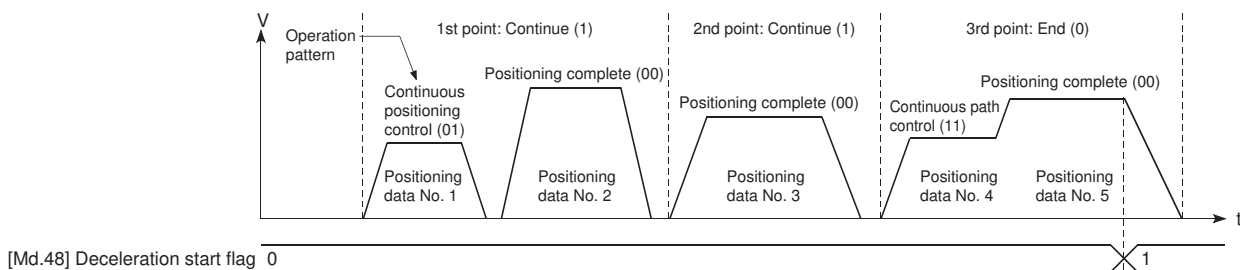 V
Operation
pattern
1st point: Continue (1)
2nd point: Continue (1)
3rd point: End (0)
Continuous
positioning
control (01)
Positioning complete (00)
Positioning complete (00)
Continuous path
control (11)
Positioning complete (00)
Positioning
data No. 1
Positioning
data No. 2
Positioning
data No. 3
Positioning
data No. 4
Positioning
data No. 5
t
[Md.48] Deceleration start flag 0
1